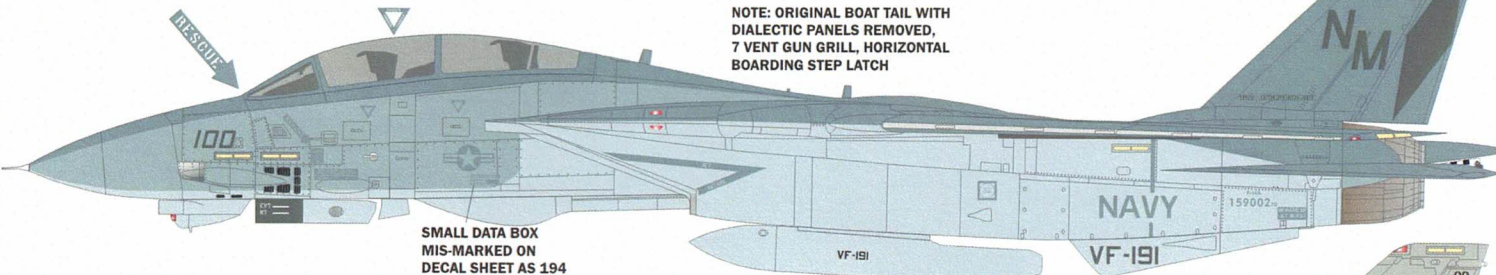 NOTE: ORIGINAL BOAT TAIL WITH
DIALECTIC PANELS REMOVED,
7 VENT GUN GRILL, HORIZONTAL
BOARDING STEP LATCH
RESCUE
NM
100
NAVY
159002
SMALL DATA BOX
MIS-MARKED ON
DECAL SHEET AS 194
VF-191
VF-191